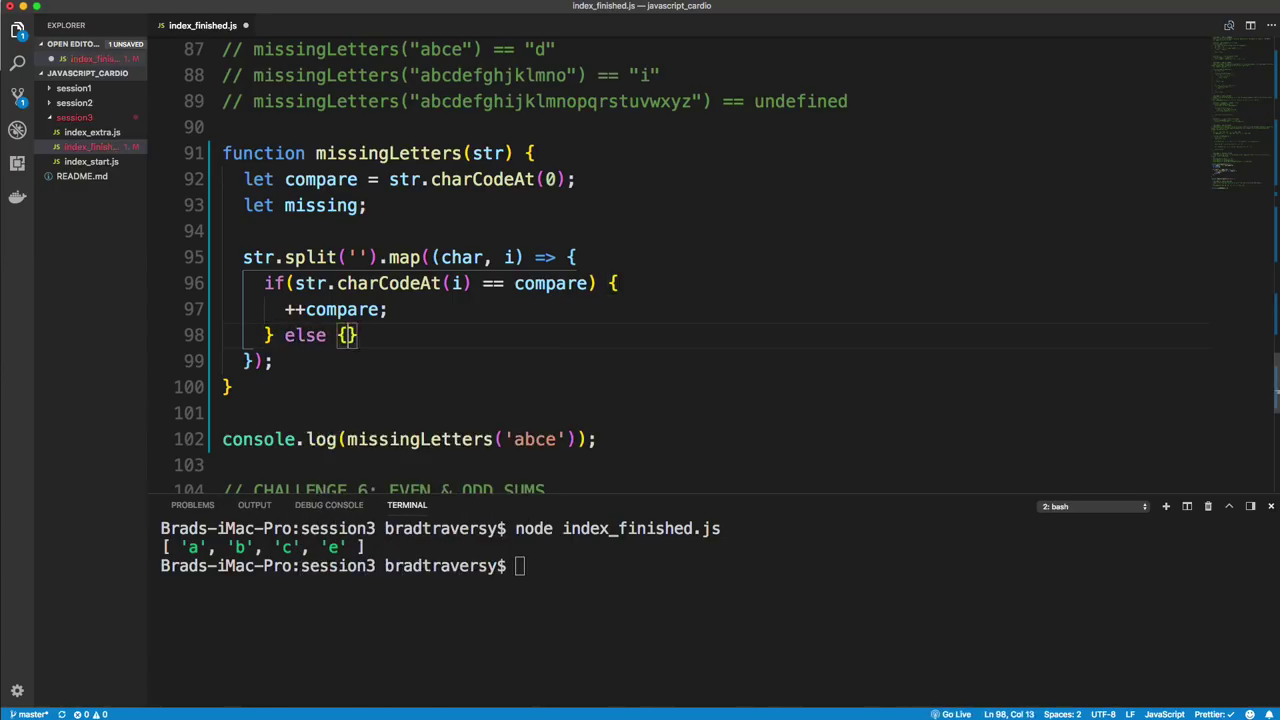 index_finished.js — javascript_cardio
EXPLORER
index_finished.js
OPEN EDITO... 1 UNSAVED
index_finis... 1, M
JAVASCRIPT_CARDIO
session1
session2
session3
JS index_extra.js
JS index_finish... 1, M
JS index_start.js
README.md
1
1
87 // missingLetters("abce") == "d"
88 // missingLetters("abcdefghjklmno") == "i"
89 // missingLetters("abcdefghijklmnopqrstuvwxyz") == undefined
90
91 function missingLetters(str) {
92 let compare = str.charCodeAt(0);
93 let missing;
94
95 str.split('').map((char, i) => {
96 if(str.charCodeAt(i) == compare) {
97 ++compare;
98 } else {}
99 });
100 }
101
102 console.log(missingLetters('abce'));
103
104 // CHALLENGE 6: EVEN & ODD SUMS
PROBLEMS OUTPUT DEBUG CONSOLE TERMINAL 2: bash
Brads-iMac-Pro:session3 bradtraversy$ node index_finished.js
[ 'a', 'b', 'c', 'e' ]
Brads-iMac-Pro:session3 bradtraversy$
master* 0 0 Go Live Ln 98, Col 13 Spaces: 2 UTF-8 LF JavaScript Prettier: ✓